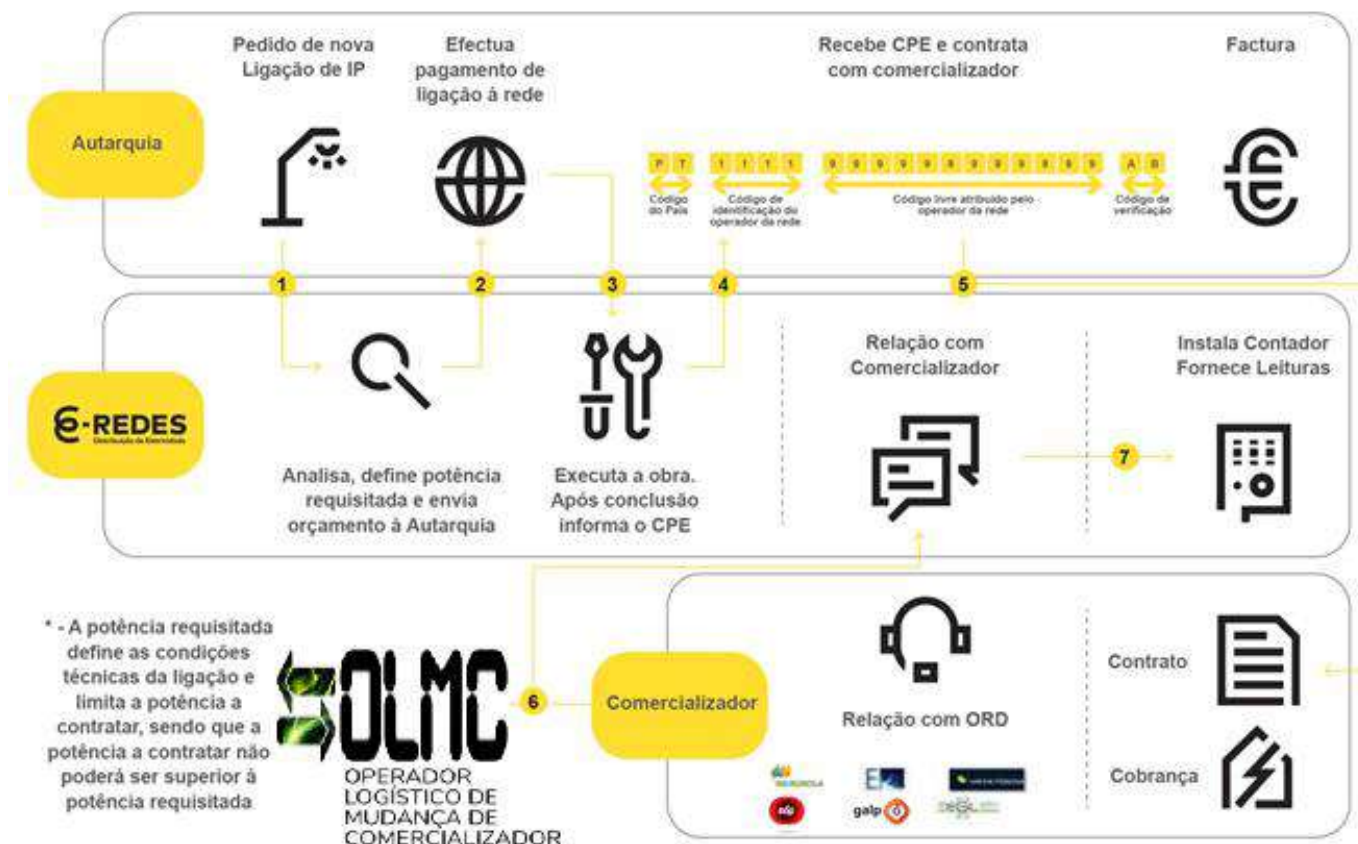 Pedido de nova
Ligação de IP
Efectua
pagamento de
ligação à rede
Recebe CPE e contrata
com comercializador
Factura
Autarquia
P T 1 1 1 1 9 9 9 9 9 9 9 9 9 9 9 9 A B
Código
do País
Código de
identificação do
operador da rede
Código livre atribuído pelo
operador da rede
Código de
verificação
1
2
3
4
5
Relação com
Comercializador
Instala Contador
Fornece Leituras
E-REDES
Distribuição de Eletricidade
7
Analisa, define potência
requisitada e envia
orçamento à Autarquia
Executa a obra.
Após conclusão
informa o CPE
* - A potência requisitada
define as condições
técnicas da ligação e
limita a potência a
contratar, sendo que a
potência a contratar não
poderá ser superior à
potência requisitada
OLMC
OPERADOR
LOGÍSTICO DE
MUDANÇA DE
COMERCIALIZADOR
6
Comercializador
Relação com ORD
Contrato
Cobrança
IBERDROLA
edp
galp